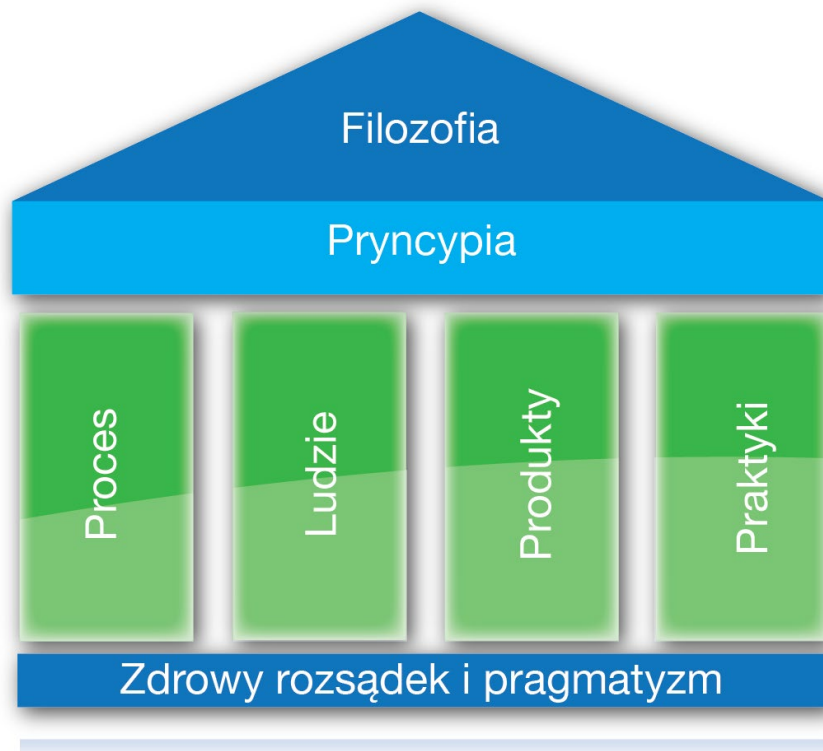 Filozofia
Pryncypia
Proces
Ludzie
Produkty
Praktyki
Zdrowy rozsądek i pragmatyzm